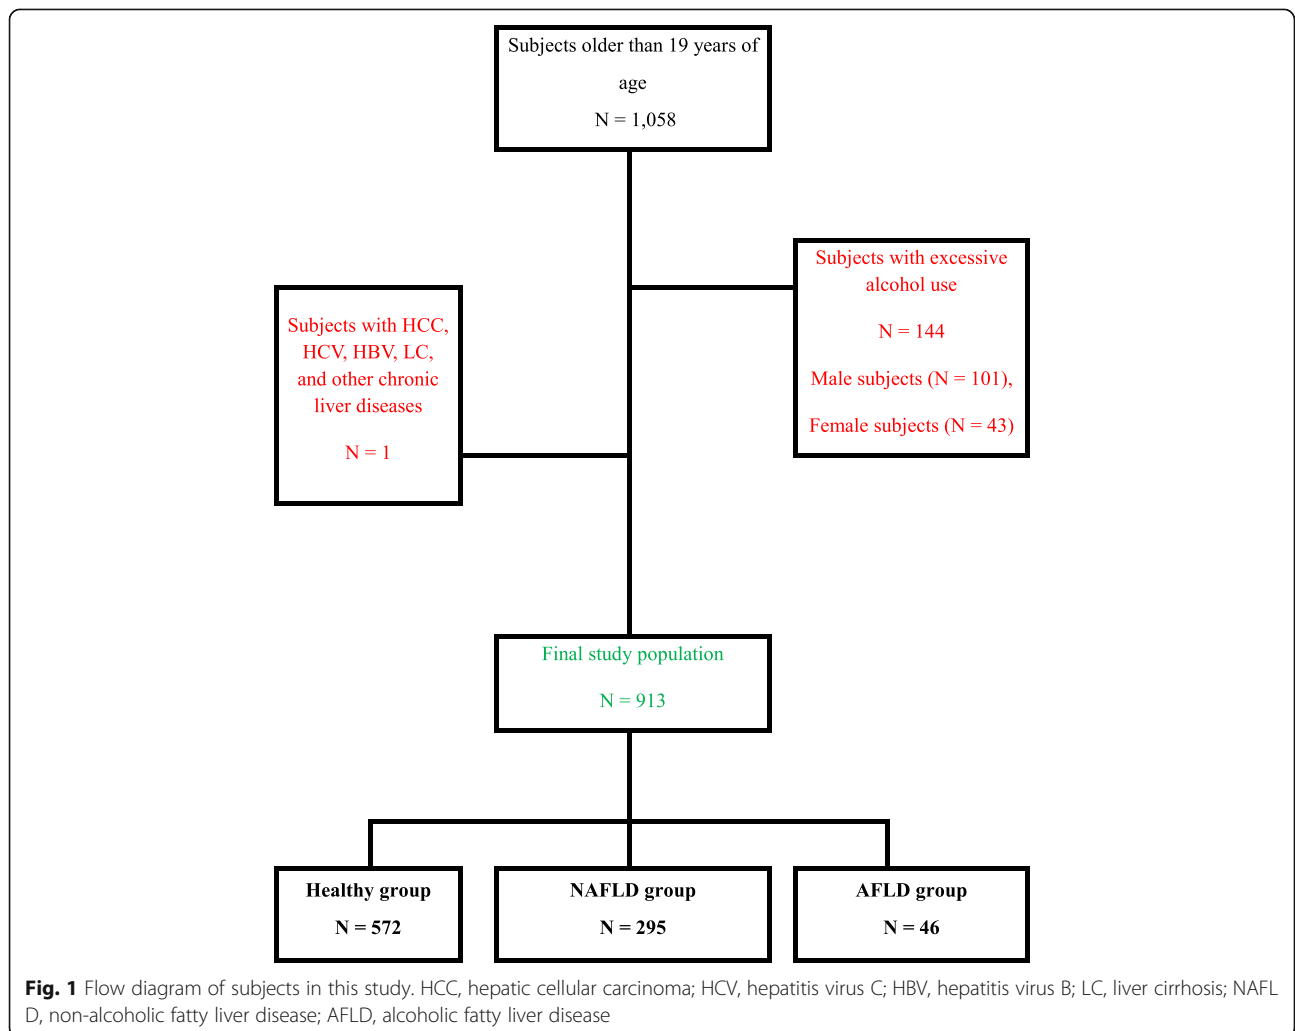 Subjects older than 19 years of
age
N = 1,058
Subjects with excessive
alcohol use
N = 144
Male subjects (N = 101),
Female subjects (N = 43)
Subjects with HCC,
HCV, HBV, LC,
and other chronic
liver diseases
N = 1
Final study population
N = 913
Healthy group
N = 572
NAFLD group
N = 295
AFLD group
N = 46
Fig. 1 Flow diagram of subjects in this study. HCC, hepatic cellular carcinoma; HCV, hepatitis virus C; HBV, hepatitis virus B; LC, liver cirrhosis; NAFL
D, non-alcoholic fatty liver disease; AFLD, alcoholic fatty liver disease